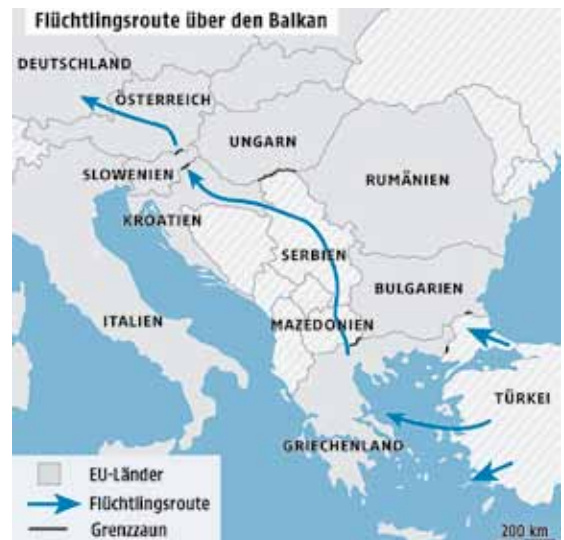 Flüchtlingsroute über den Balkan
DEUTSCHLAND
ÖSTERREICH
UNGARN
SLOWENIEN
RUMÄNIEN
KROATIEN
SERBIEN
BULGARIEN
ITALIEN
MAZEDONIEN
TÜRKEI
GRIECHENLAND
EU-Länder
Flüchtlingsroute
Grenzzaun
200 km